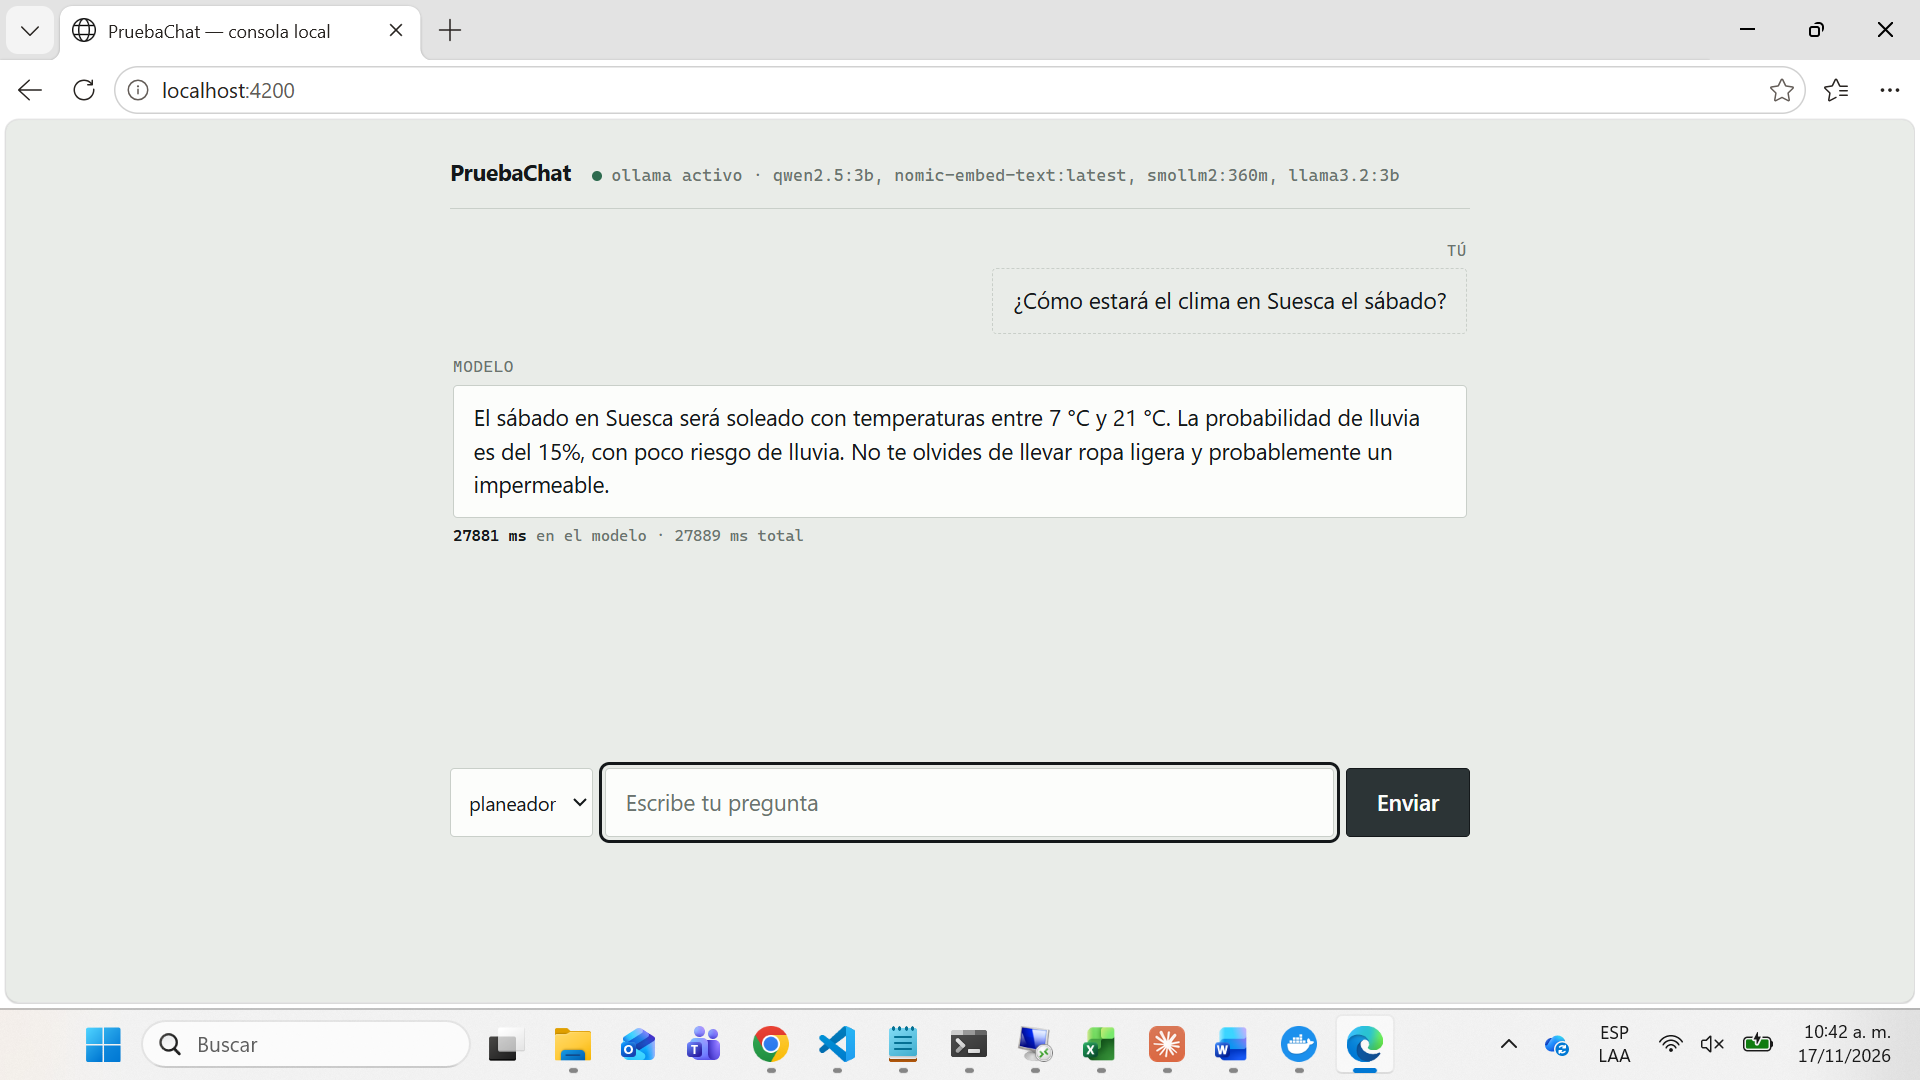 PruebaChat — consola local
localhost:4200
PruebaChat
ollama activo · qwen2.5:3b, nomic-embed-text:latest, smollm2:360m, llama3.2:3b
TÚ
¿Cómo estará el clima en Suesca el sábado?
MODELO
El sábado en Suesca será soleado con temperaturas entre 7 °C y 21 °C. La probabilidad de lluvia
es del 15%, con poco riesgo de lluvia. No te olvides de llevar ropa ligera y probablemente un
impermeable.
27881 ms en el modelo · 27889 ms total
planeador
Escribe tu pregunta
Enviar
Buscar
ESP
LAA
10:42 a. m.
17/11/2026